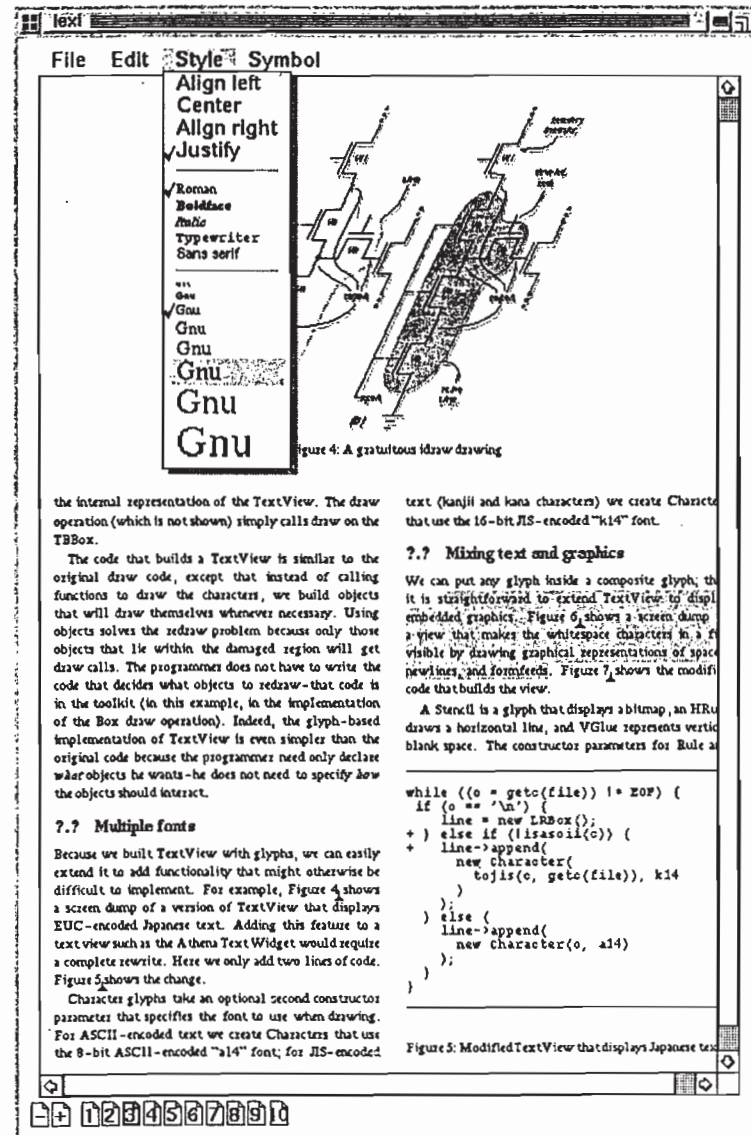 Lexi
File Edit Style Symbol
Align left
Center
Align right
Justify
Roman
Boldface
Italic
Typewriter
Sans serif
Gnu
Gnu
Gnu
Gnu
Gnu
Gnu
Gnu
igure 4: A gratuitous idraw drawing
the internal representation of the TextView. The draw
operation (which is not shown) simply calls draw on the
TBBox.
The code that builds a TextView is similar to the
original draw code, except that instead of calling
functions to draw the characters, we build objects
that will draw themselves whenever necessary. Using
objects solves the redraw problem because only those
objects that lie within the damaged region will get
draw calls. The programmer does not have to write the
code that decides what objects to redraw-that code is
in the toolkit (in this example, in the implementation
of the Box draw operation). Indeed, the glyph-based
implementation of TextView is even simpler than the
original code because the programmer need only declare
what objects he wants-he does not need to specify how
the objects should interact.
?.? Multiple fonts
Because we built TextView with glyphs, we can easily
extend it to add functionality that might otherwise be
difficult to implement. For example, Figure 4 shows
a screen dump of a version of TextView that displays
EUC-encoded Japanese text. Adding this feature to a
text view such as the Athena Text Widget would require
a complete rewrite. Here we only add two lines of code.
Figure 5 shows the change.
Character glyphs take an optional second constructor
parameter that specifies the font to use when drawing.
For ASCII-encoded text we create Characters that use
the 8-bit ASCII-encoded "a14" font; for JIS-encoded
text (kanjii and kana characters) we create Characte
that use the 16-bit JIS-encoded "k14" font.
?.? Mixing text and graphics
We can put any glyph inside a composite glyph; th
it is straightforward to extend TextView to displ
embedded graphics. Figure 6 shows a screen dump
a view that makes the whitespace characters in a f
visible by drawing graphical representations of space
newlines, and formfeeds. Figure 7 shows the modifi
code that builds the view.
A Stencil is a glyph that displays a bitmap, an HRu
draws a horizontal line, and VGlue represents vertic
blank space. The constructor parameters for Rule a
while ((c = getc(file)) != EOF) {
if (c == '\n') {
line = new LRBox();
+ } else if (!isascii(c)) {
+ line->append(
new Character(
tojis(c, getc(file)), k14
)
);
} else {
line->append(
new Character(c, a14)
);
}
}
Figure 5: Modified TextView that displays Japanese tex
- + 1 2 3 4 5 6 7 8 9 10